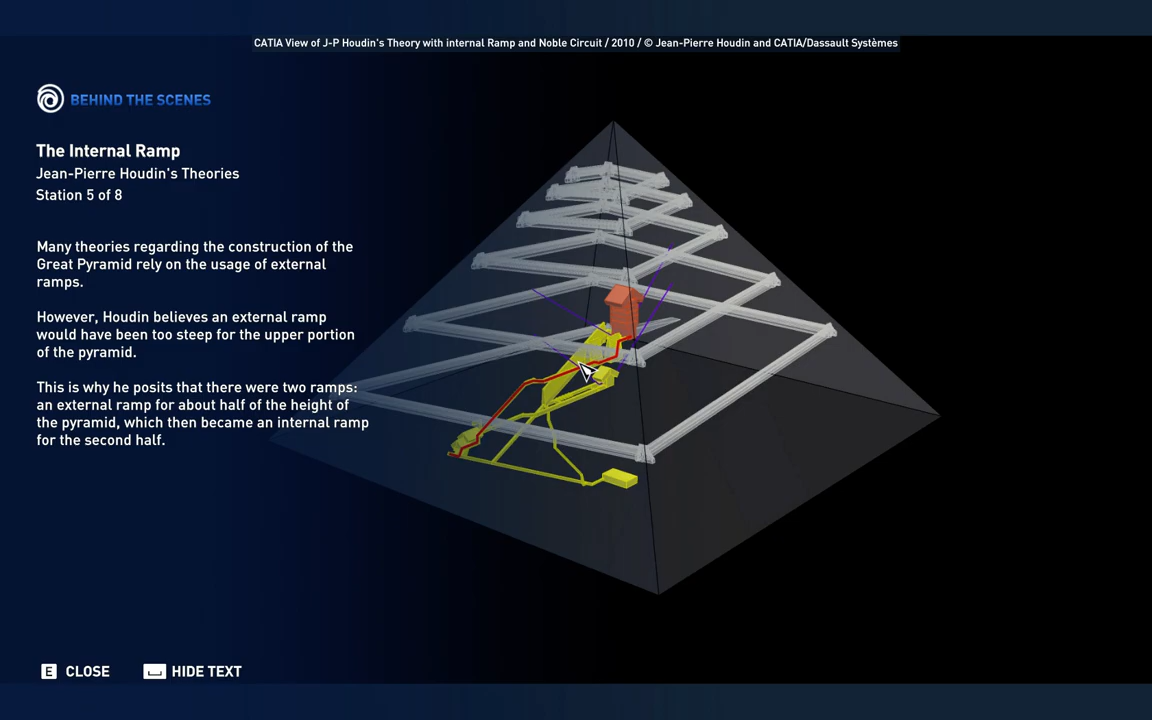 CATIA View of J-P Houdin's Theory with internal Ramp and Noble Circuit / 2010 / © Jean-Pierre Houdin and CATIA/Dassault Systèmes
BEHIND THE SCENES
The Internal Ramp
Jean-Pierre Houdin's Theories
Station 5 of 8
Many theories regarding the construction of the
Great Pyramid rely on the usage of external
ramps.
However, Houdin believes an external ramp
would have been too steep for the upper portion
of the pyramid.
This is why he posits that there were two ramps:
an external ramp for about half of the height of
the pyramid, which then became an internal ramp
for the second half.
E CLOSE
HIDE TEXT